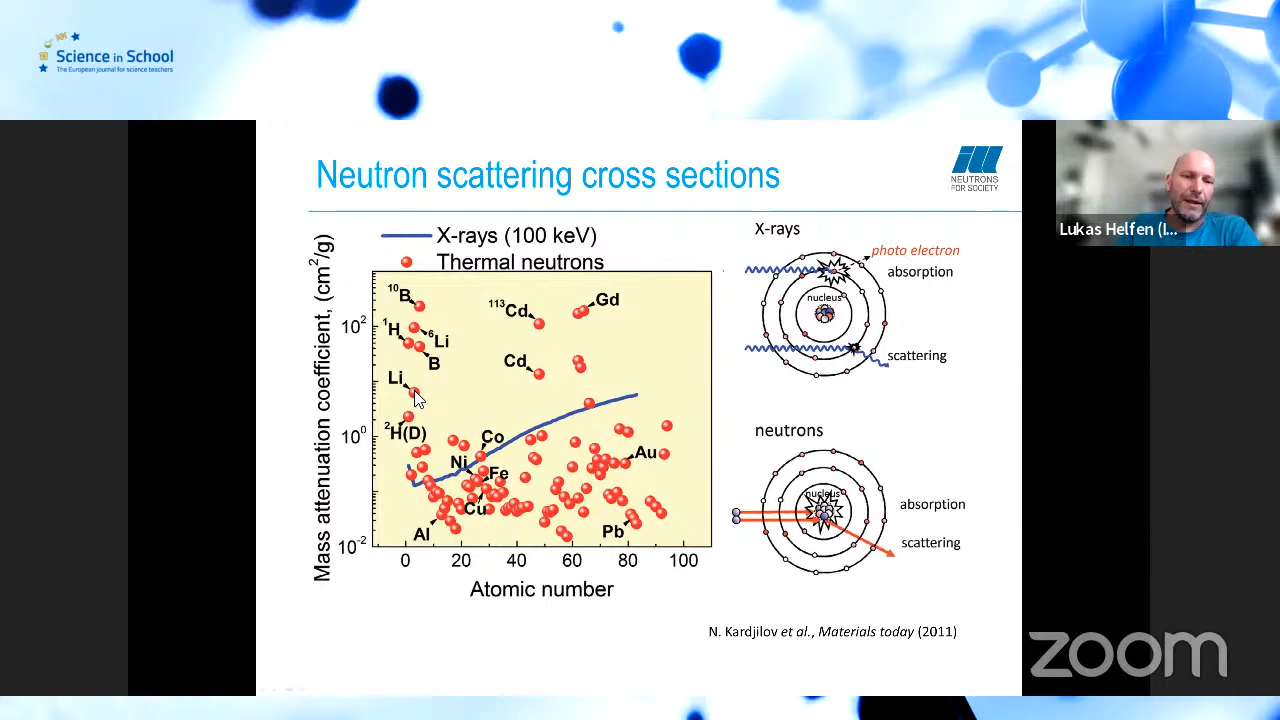 Science in School
The European journal for science teachers
Neutron scattering cross sections
NEUTRONS
FOR SOCIETY
Lukas Helfen (I...
X-rays (100 keV)
Thermal neutrons
Mass attenuation coefficient, (cm²/g)
10²
10⁰
10⁻²
¹⁰B
¹H
⁶Li
B
Li
²H(D)
¹¹³Cd
Gd
Cd
Co
Ni
Fe
Cu
Au
Al
Pb
0 20 40 60 80 100
Atomic number
X-rays
photo electron
absorption
nucleus
scattering
neutrons
nucleus
absorption
scattering
N. Kardjilov et al., Materials today (2011)
zoom